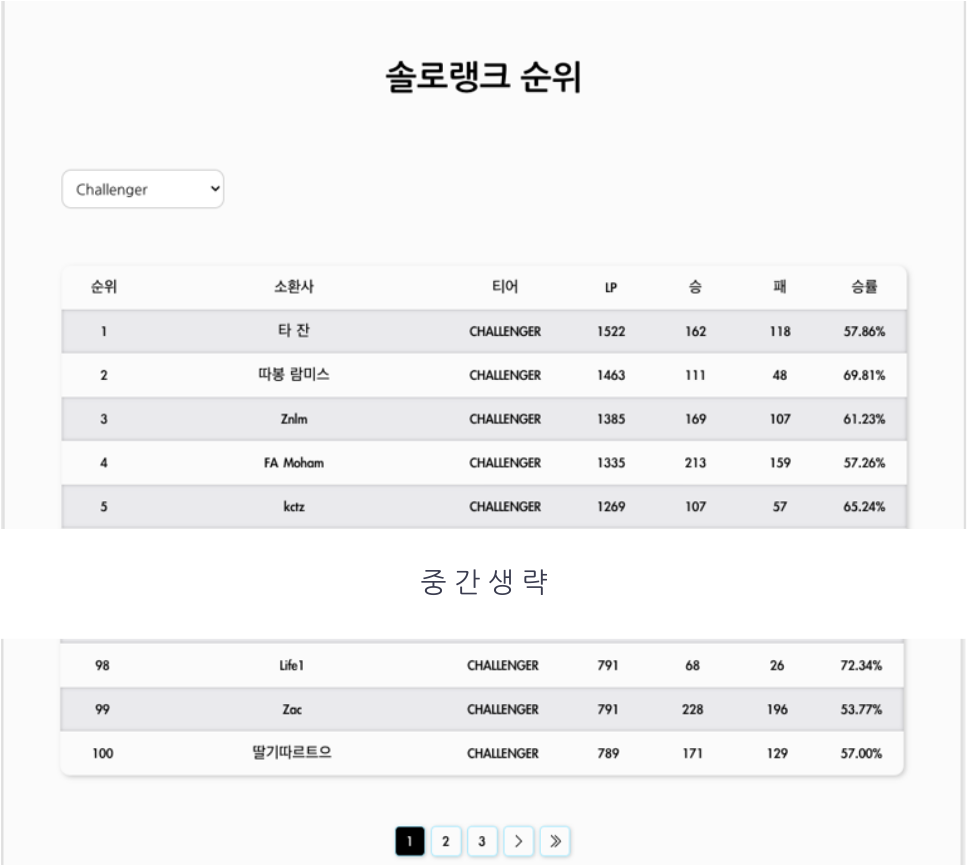 솔로랭크 순위
Challenger
순위 소환사 티어 LP 승 패 승률
1 타 잔 CHALLENGER 1522 162 118 57.86%
2 따봉 람미스 CHALLENGER 1463 111 48 69.81%
3 Znlm CHALLENGER 1385 169 107 61.23%
4 FA Moham CHALLENGER 1335 213 159 57.26%
5 kctz CHALLENGER 1269 107 57 65.24%
중 간 생 략
98 Life1 CHALLENGER 791 68 26 72.34%
99 Zac CHALLENGER 791 228 196 53.77%
100 딸기따르트으 CHALLENGER 789 171 129 57.00%
1 2 3 > »